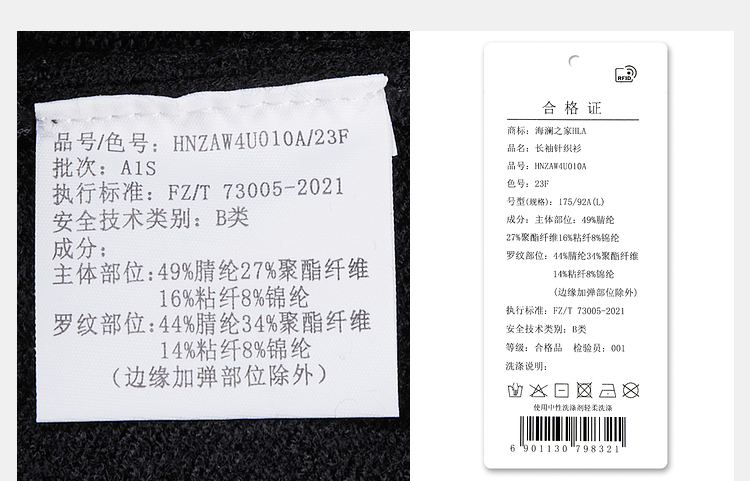 品号/色号: HNZAW4U010A/23F
批次: A1S
执行标准: FZ/T 73005-2021
安全技术类别: B类
成分:
主体部位:49%腈纶27%聚酯纤维
16%粘纤8%锦纶
罗纹部位:44%腈纶34%聚酯纤维
14%粘纤8%锦纶
(边缘加弹部位除外)
RFID
合格证
商标: 海澜之家HLA
品名: 长袖针织衫
品号: HNZAW4U010A
色号: 23F
号型(规格): 175/92A(L)
成分: 主体部位: 49%腈纶
27%聚酯纤维16%粘纤8%锦纶
罗纹部位: 44%腈纶34%聚酯纤维
14%粘纤8%锦纶
(边缘加弹部位除外)
执行标准: FZ/T 73005-2021
安全技术类别: B类
等级: 合格品 检验员: 001
洗涤说明:
使用中性洗涤剂轻柔洗涤
6 901130 798321